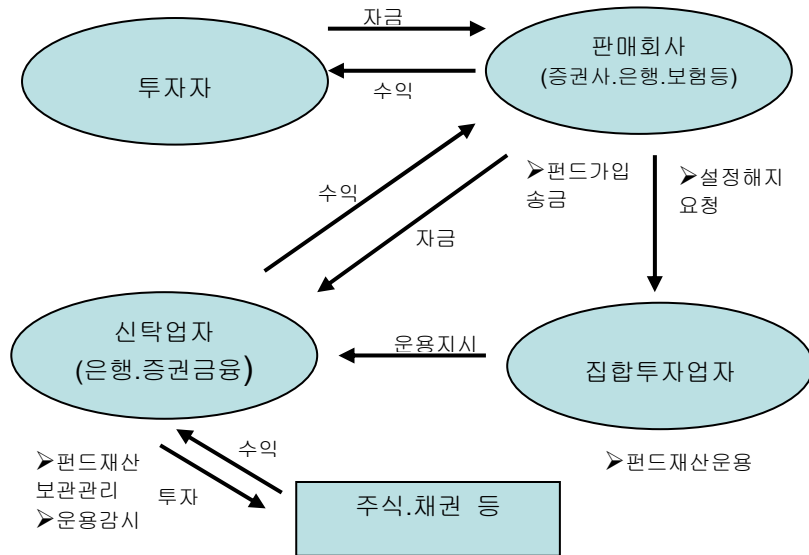 자금
투자자
판매회사
(증권사.은행.보험등)
수익
수익
자금
➢펀드가입
송금
➢설정해지
요청
신탁업자
(은행.증권금융)
운용지시
집합투자업자
➢펀드재산
보관관리
➢운용감시
수익
투자
➢펀드재산운용
주식.채권 등